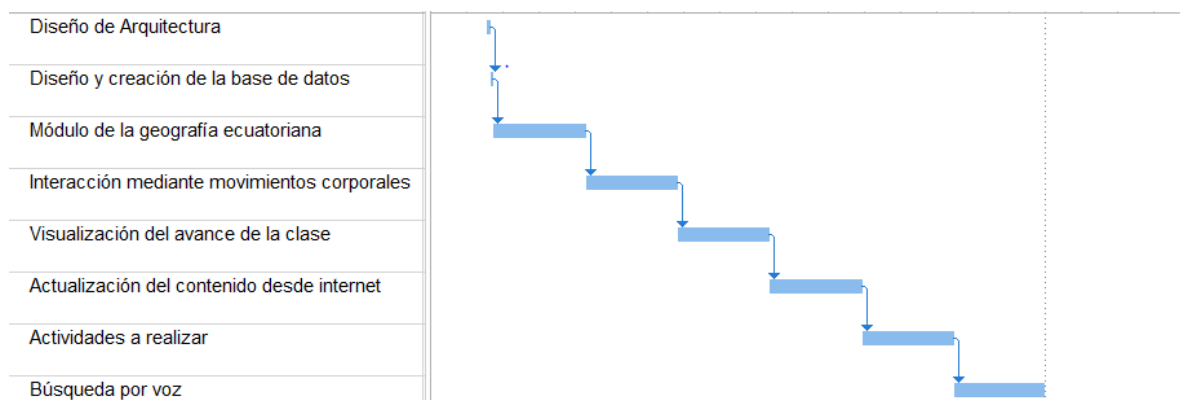 Diseño de Arquitectura
Diseño y creación de la base de datos
Módulo de la geografía ecuatoriana
Interacción mediante movimientos corporales
Visualización del avance de la clase
Actualización del contenido desde internet
Actividades a realizar
Búsqueda por voz